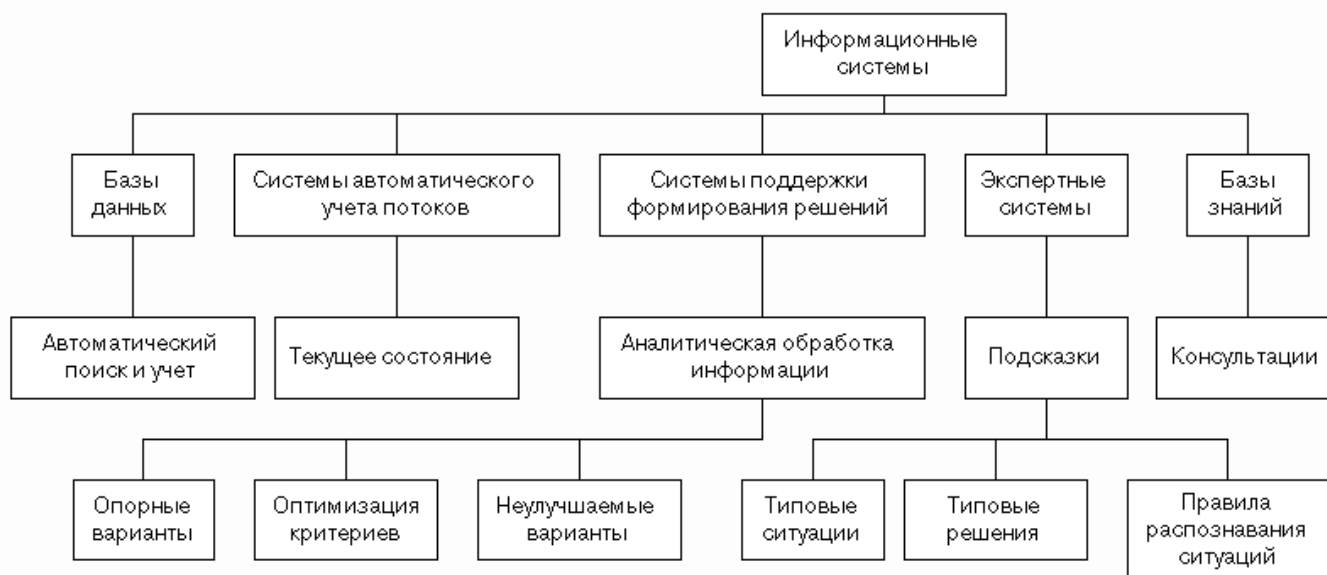 Информационные
системы
Базы
данных
Системы автоматического
учета потоков
Системы поддержки
формирования решений
Экспертные
системы
Базы
знаний
Автоматический
поиск и учет
Текущее состояние
Аналитическая обработка
информации
Подсказки
Консультации
Опорные
варианты
Оптимизация
критериев
Неулучшаемые
варианты
Типовые
ситуации
Типовые
решения
Правила
распознавания
ситуаций